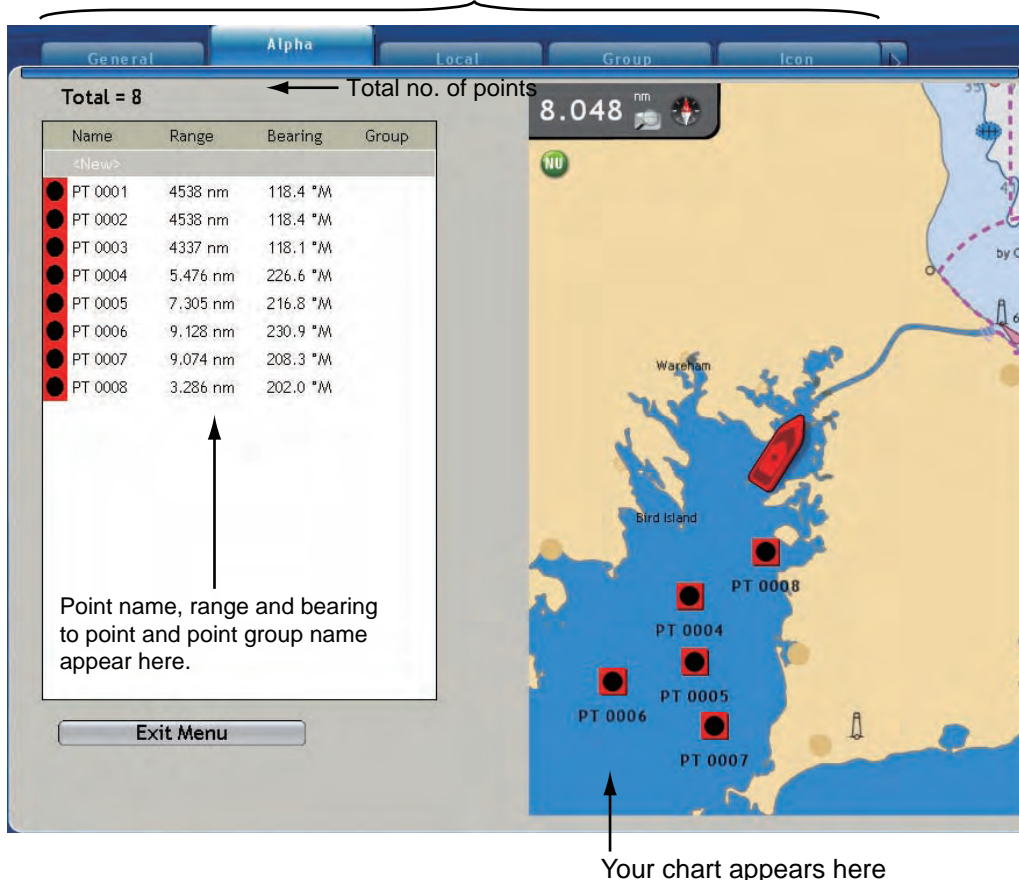 General Alpha Local Group Icon
Total = 8
Total no. of points
Name Range Bearing Group
<New>
PT 0001 4538 nm 118.4 °M
PT 0002 4538 nm 118.4 °M
PT 0003 4337 nm 118.1 °M
PT 0004 5.476 nm 226.6 °M
PT 0005 7.305 nm 216.8 °M
PT 0006 9.128 nm 230.9 °M
PT 0007 9.074 nm 208.3 °M
PT 0008 3.286 nm 202.0 °M
Point name, range and bearing
to point and point group name
appear here.
Exit Menu
8.048 nm
NU
35
by
6
Wareham
Bird Island
PT 0008
PT 0004
PT 0005
PT 0006
PT 0007
Your chart appears here